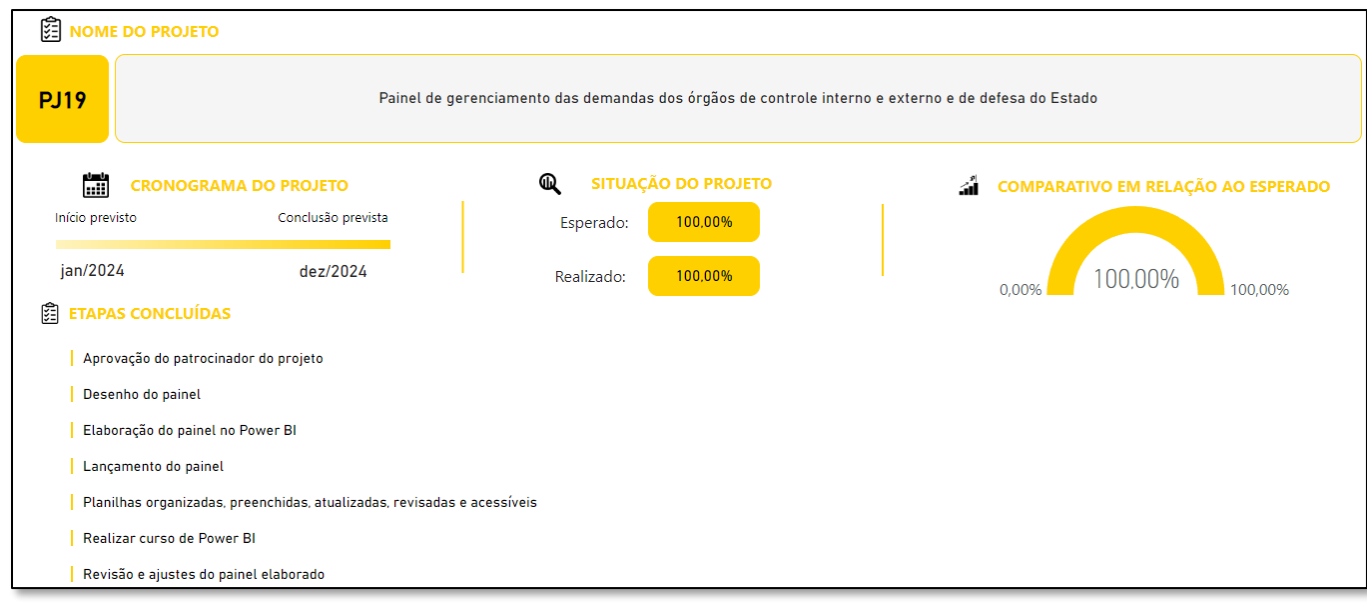 NOME DO PROJETO
PJ19
Painel de gerenciamento das demandas dos órgãos de controle interno e externo e de defesa do Estado
CRONOGRAMA DO PROJETO
Início previsto
Conclusão prevista
jan/2024
dez/2024
SITUAÇÃO DO PROJETO
Esperado:
100,00%
Realizado:
100,00%
COMPARATIVO EM RELAÇÃO AO ESPERADO
0,00%
100,00%
100,00%
ETAPAS CONCLUÍDAS
Aprovação do patrocinador do projeto
Desenho do painel
Elaboração do painel no Power BI
Lançamento do painel
Planilhas organizadas, preenchidas, atualizadas, revisadas e acessíveis
Realizar curso de Power BI
Revisão e ajustes do painel elaborado